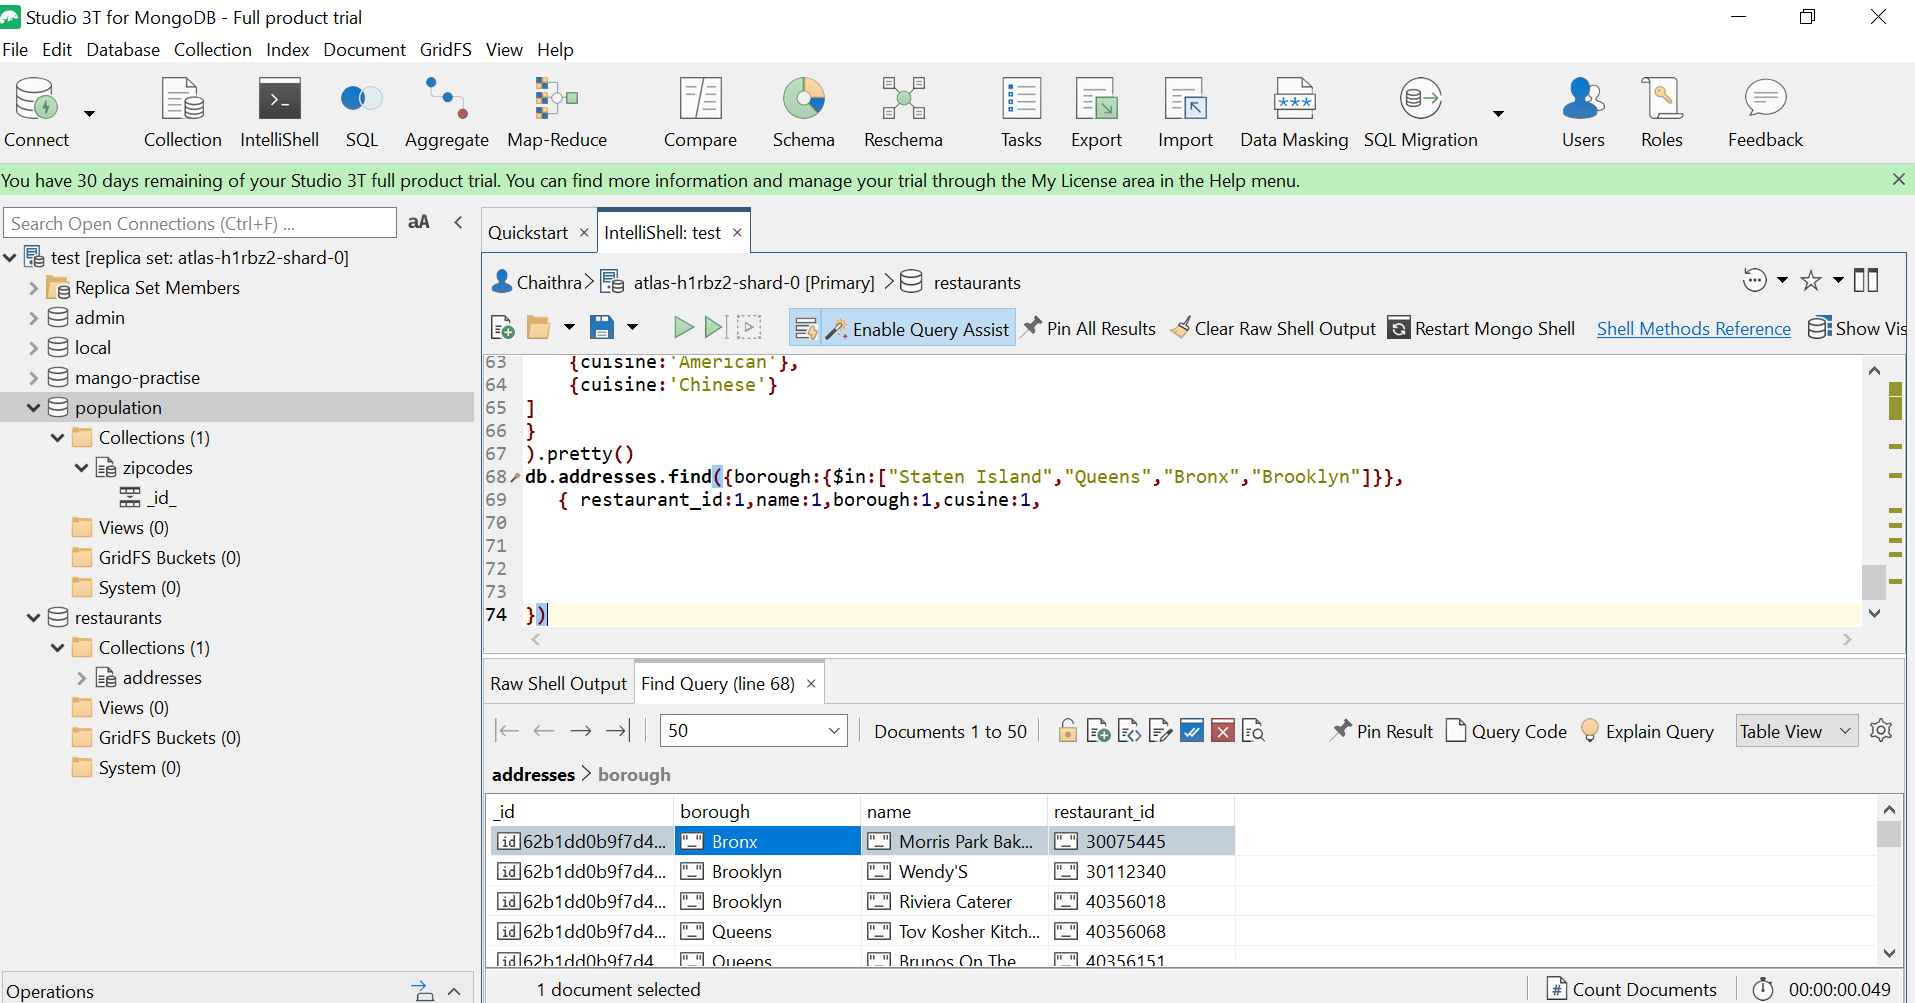 Studio 3T for MongoDB - Full product trial
File Edit Database Collection Index Document GridFS View Help
Connect Collection IntelliShell SQL Aggregate Map-Reduce Compare Schema Reschema Tasks Export Import Data Masking SQL Migration Users Roles Feedback
You have 30 days remaining of your Studio 3T full product trial. You can find more information and manage your trial through the My License area in the Help menu.
Search Open Connections (Ctrl+F) ... aA
test [replica set: atlas-h1rbz2-shard-0]
Replica Set Members
admin
local
mango-practise
population
Collections (1)
zipcodes
_id_
Views (0)
GridFS Buckets (0)
System (0)
restaurants
Collections (1)
addresses
Views (0)
GridFS Buckets (0)
System (0)
Operations
Quickstart IntelliShell: test
Chaithra atlas-h1rbz2-shard-0 [Primary] restaurants
Enable Query Assist Pin All Results Clear Raw Shell Output Restart Mongo Shell Shell Methods Reference Show Vis
63 {cuisine:'American'},
64 {cuisine:'Chinese'}
65 ]
66 }
67 ).pretty()
68 db.addresses.find({borough:{$in:["Staten Island","Queens","Bronx","Brooklyn"]}},
69 { restaurant_id:1,name:1,borough:1,cusine:1,
70
71
72
73
74 })
Raw Shell Output Find Query (line 68)
50 Documents 1 to 50 Pin Result Query Code Explain Query Table View
addresses > borough
_id borough name restaurant_id
62b1dd0b9f7d4... Bronx Morris Park Bak... 30075445
62b1dd0b9f7d4... Brooklyn Wendy'S 30112340
62b1dd0b9f7d4... Brooklyn Riviera Caterer 40356018
62b1dd0b9f7d4... Queens Tov Kosher Kitch... 40356068
62b1dd0b9f7d4 Queens Brunos On The 40356151
1 document selected Count Documents 00:00:00.049